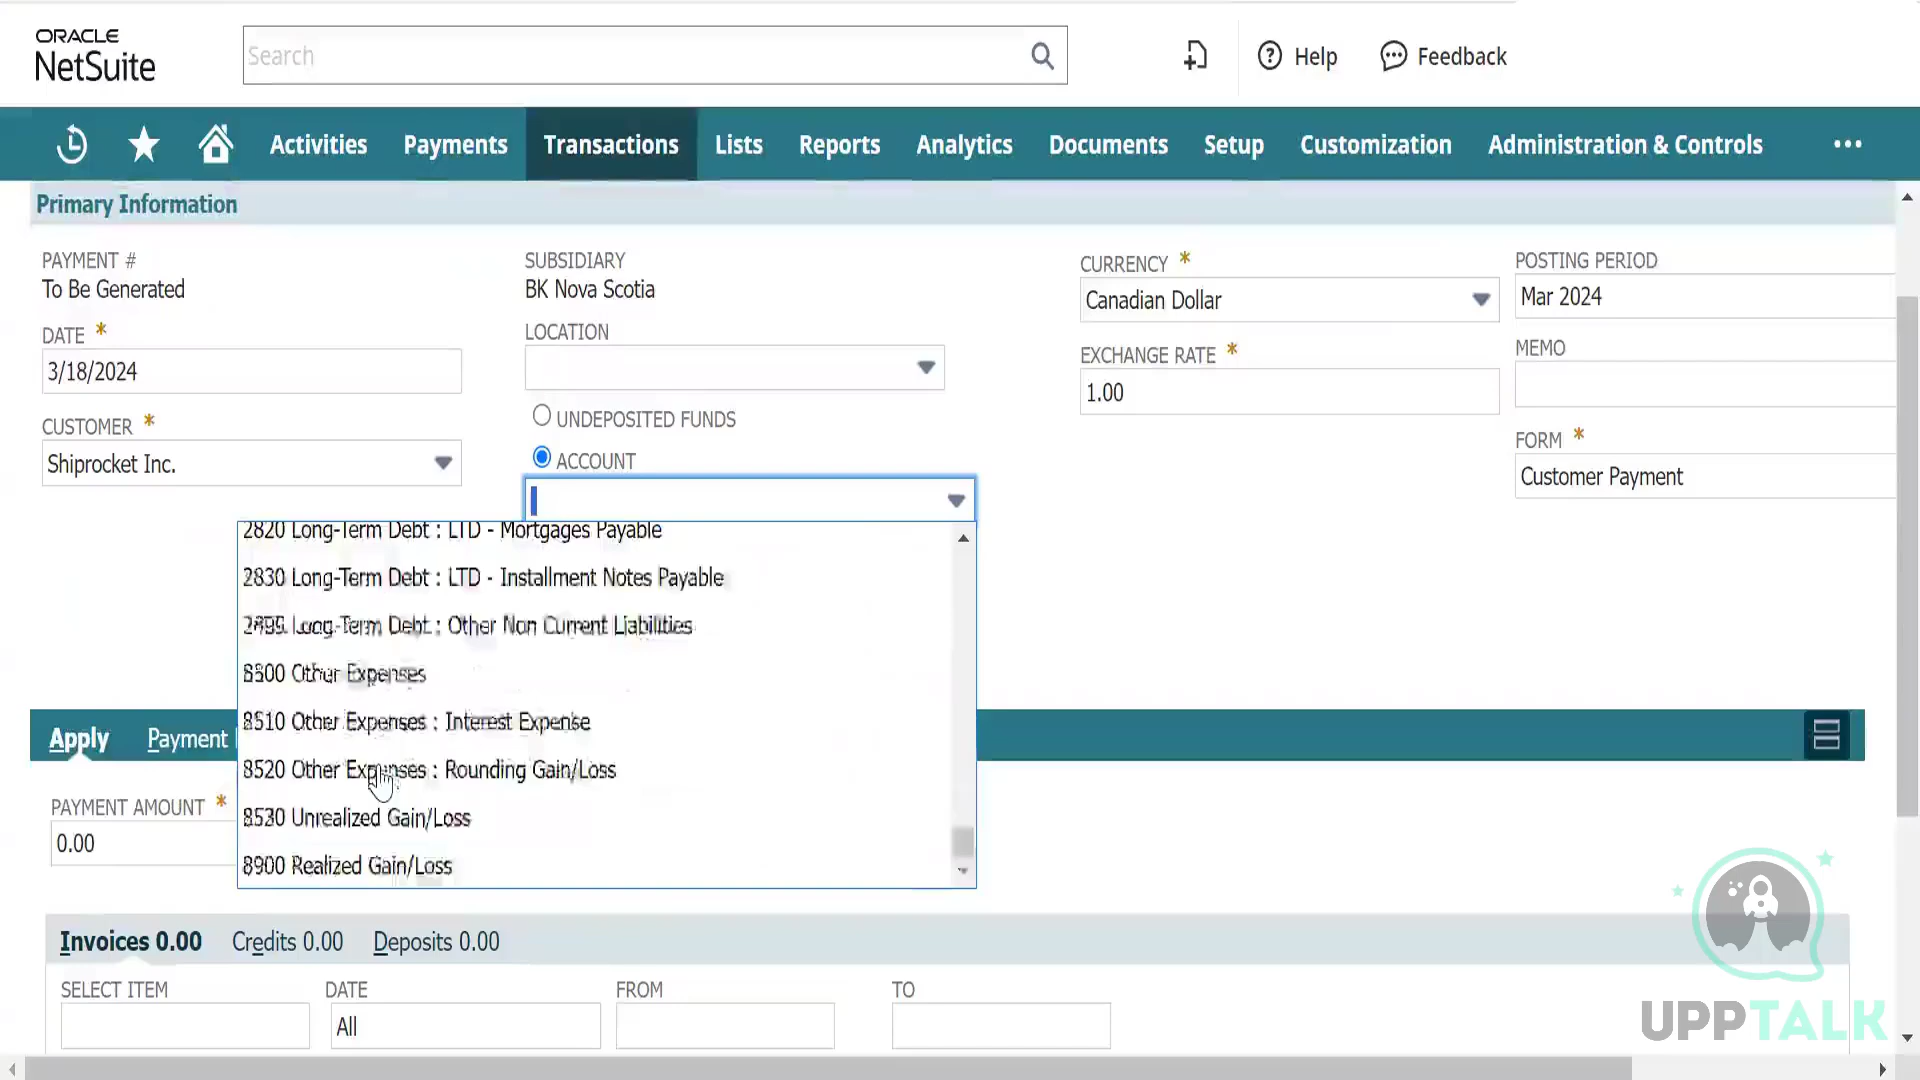 ORACLE
NetSuite
Search
Help
Feedback
Activities
Payments
Transactions
Lists
Reports
Analytics
Documents
Setup
Customization
Administration & Controls
Primary Information
PAYMENT #
To Be Generated
DATE *
3/18/2024
CUSTOMER *
Shiprocket Inc.
SUBSIDIARY
BK Nova Scotia
LOCATION
UNDEPOSITED FUNDS
ACCOUNT
CURRENCY *
Canadian Dollar
EXCHANGE RATE *
1.00
POSTING PERIOD
Mar 2024
MEMO
FORM *
Customer Payment
2820 Long-Term Debt : LTD - Mortgages Payable
2830 Long-Term Debt : LTD - Installment Notes Payable
Long-Term Debt : Other Non Current Liabilities
Other Expenses
8510 Other Expenses : Interest Expense
8520 Other Expenses : Rounding Gain/Loss
8530 Unrealized Gain/Loss
8900 Realized Gain/Loss
Apply
Payment
PAYMENT AMOUNT *
0.00
Invoices 0.00
Credits 0.00
Deposits 0.00
SELECT ITEM
DATE
All
FROM
TO
UPPTALK